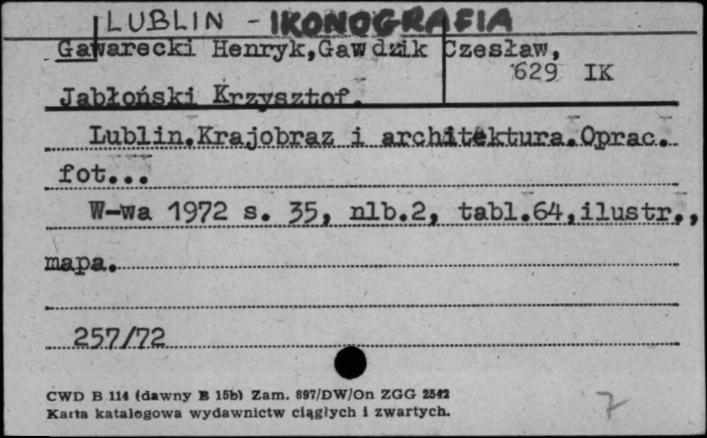 LUBLIN - IKONOGRAFIA
Gawarecki Henryk,Gawdzik Czesław,
629 IK
Jabłoński Krzysztof.
Lublin.Krajobraz i architektura.Oprac.
fot...
W-wa 1972 s. 35, nlb.2, tabl.64,ilustr.,
mapa.
257/72
CWD B 114 (dawny B 15b) Zam. 897/DW/On ZGG 2542
Karta katalogowa wydawnictw ciągłych i zwartych.
7